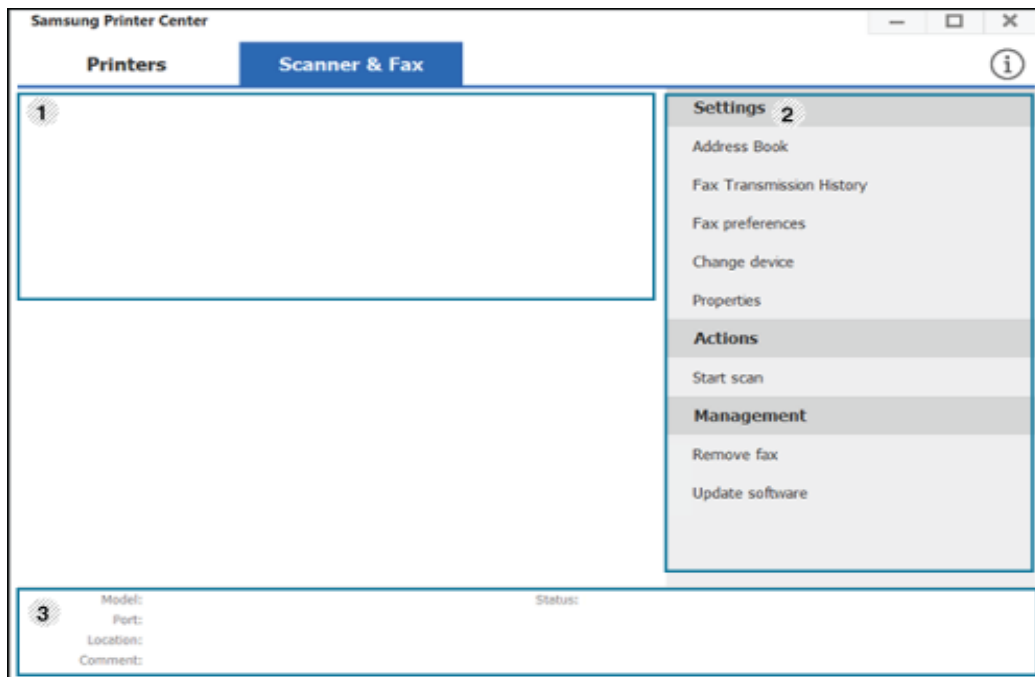 Samsung Printer Center
Printers
Scanner & Fax
i
1
Settings 2
Address Book
Fax Transmission History
Fax preferences
Change device
Properties
Actions
Start scan
Management
Remove fax
Update software
3
Model:
Status:
Port:
Location:
Comment: